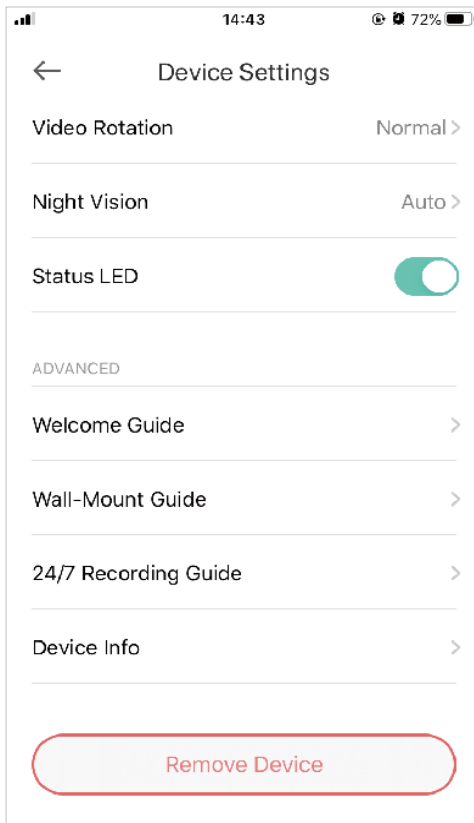 14:43 72%
Device Settings
Video Rotation Normal
Night Vision Auto
Status LED
ADVANCED
Welcome Guide
Wall-Mount Guide
24/7 Recording Guide
Device Info
Remove Device